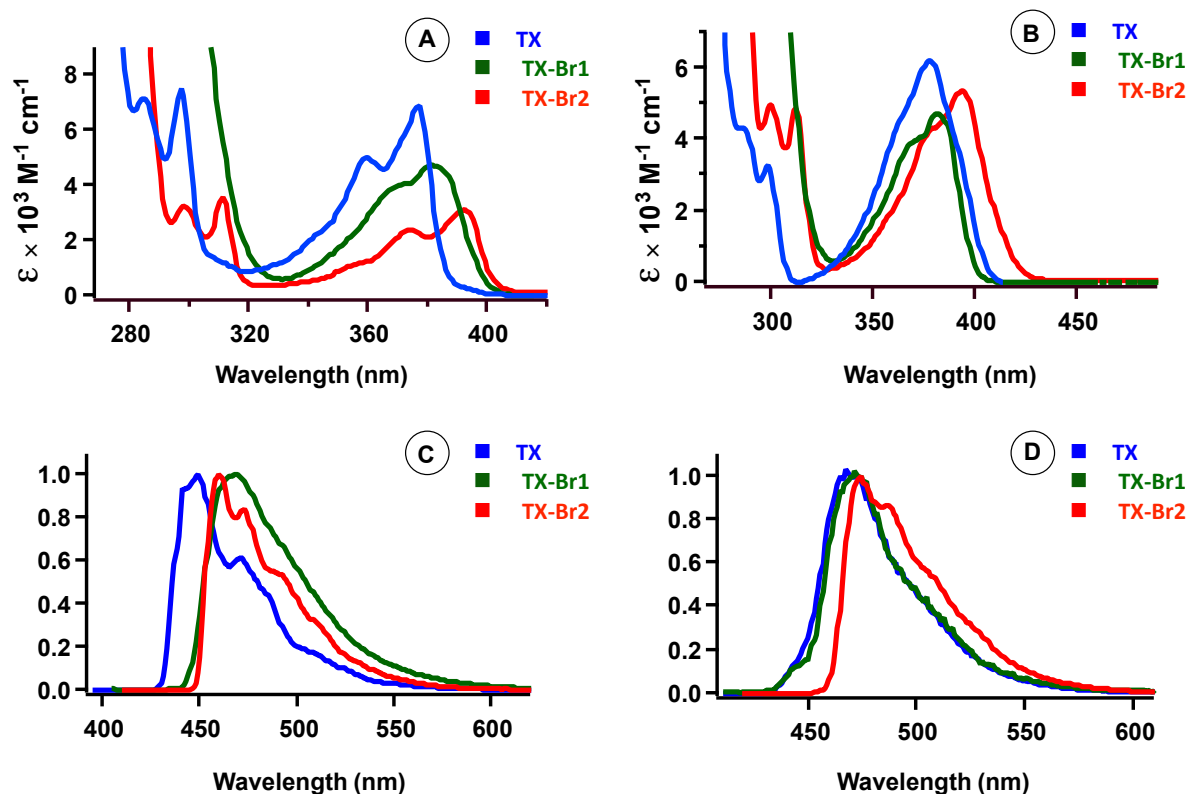 A
TX
TX-Br1
TX-Br2
ε × 10³ M⁻¹ cm⁻¹
8
6
4
2
0
280 320 360 400
Wavelength (nm)
B
TX
TX-Br1
TX-Br2
ε × 10³ M⁻¹ cm⁻¹
6
4
6
0
300 350 400 450
Wavelength (nm)
C
TX
TX-Br1
TX-Br2
1.0
0.8
0.6
0.4
0.2
0.0
400 450 500 550 600
Wavelength (nm)
D
TX
TX-Br1
TX-Br2
1.0
0.8
0.6
0.4
0.2
0.0
450 500 550 600
Wavelength (nm)